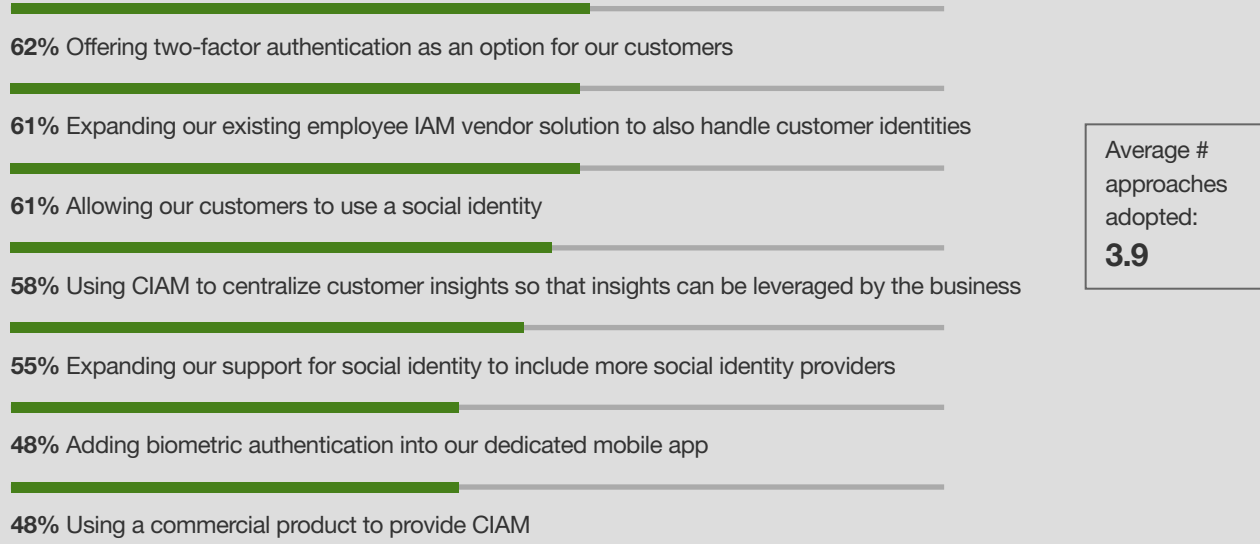 62% Offering two-factor authentication as an option for our customers
61% Expanding our existing employee IAM vendor solution to also handle customer identities
61% Allowing our customers to use a social identity
58% Using CIAM to centralize customer insights so that insights can be leveraged by the business
55% Expanding our support for social identity to include more social identity providers
48% Adding biometric authentication into our dedicated mobile app
48% Using a commercial product to provide CIAM
Average #
approaches
adopted:
3.9